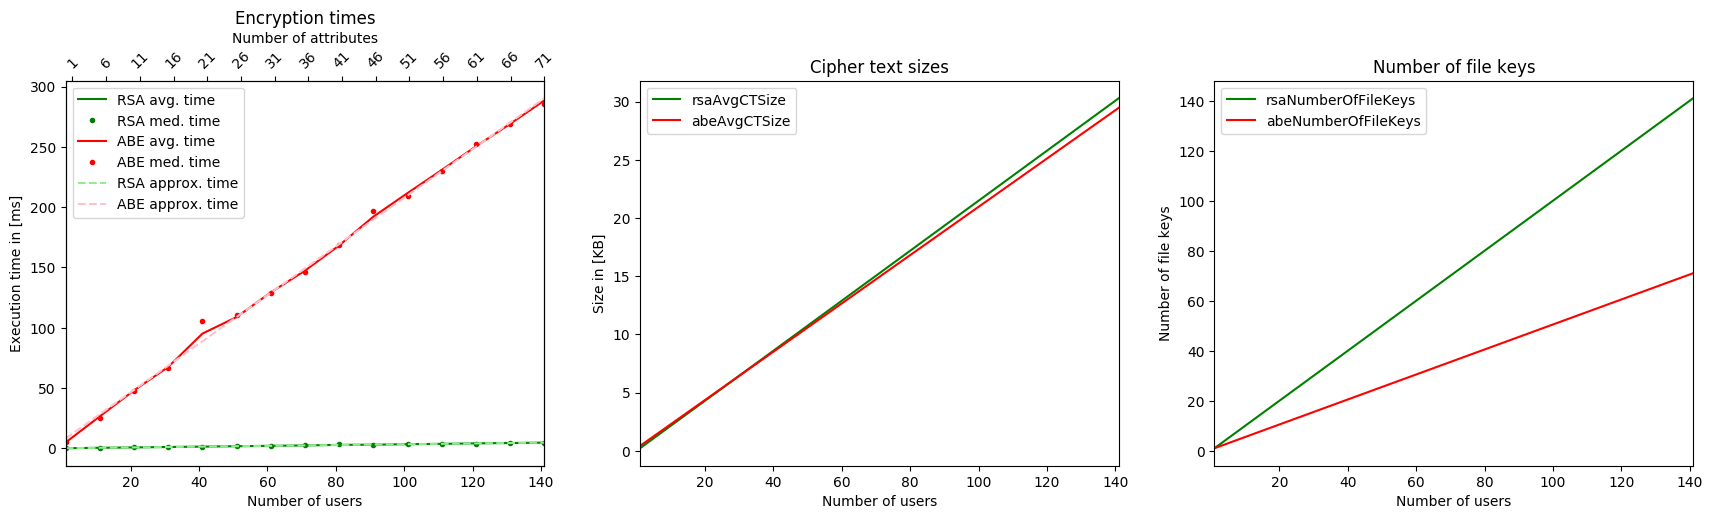 Encryption times
Number of attributes
1 6 11 16 21 26 31 36 41 46 51 56 61 66 71
300
250
200
150
100
50
0
Execution time in [ms]
RSA avg. time
RSA med. time
ABE avg. time
ABE med. time
RSA approx. time
ABE approx. time
20 40 60 80 100 120 140
Number of users
Cipher text sizes
30
25
20
15
10
5
0
Size in [KB]
rsaAvgCTSize
abeAvgCTSize
20 40 60 80 100 120 140
Number of users
Number of file keys
140
120
100
80
60
40
20
0
Number of file keys
rsaNumberOfFileKeys
abeNumberOfFileKeys
20 40 60 80 100 120 140
Number of users